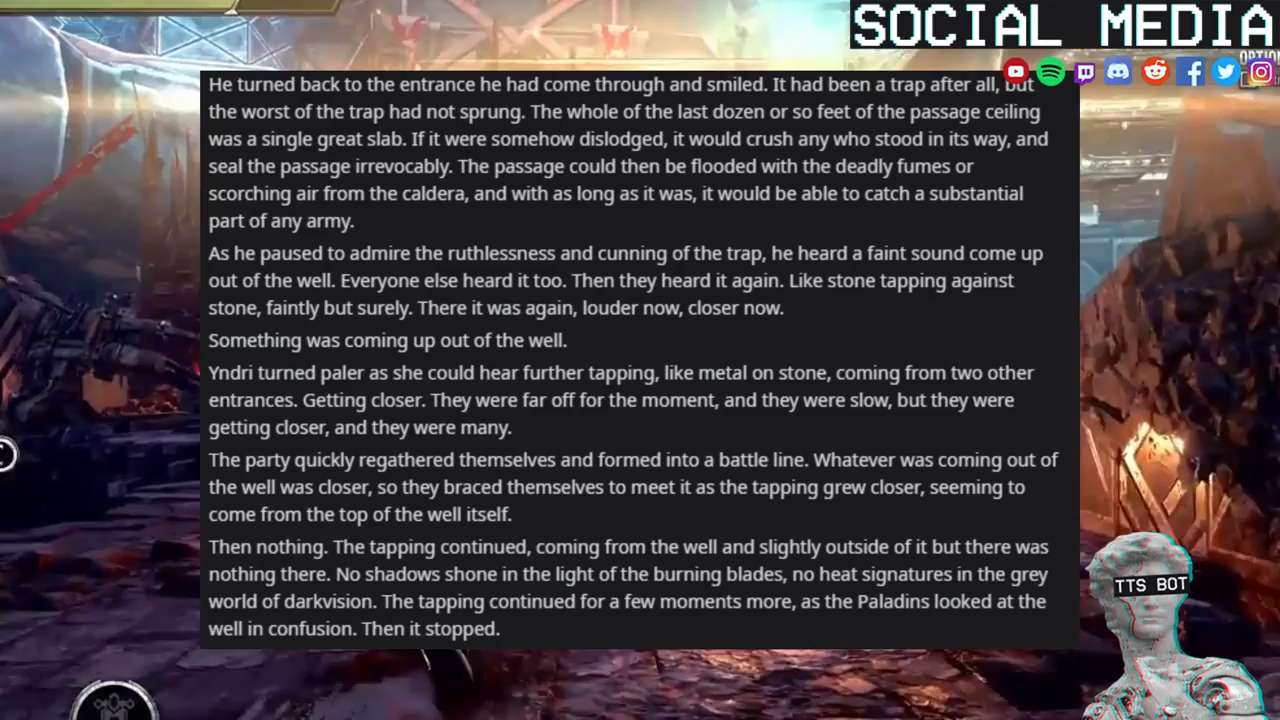 SOCIAL MEDIA
He turned back to the entrance he had come through and smiled. It had been a trap after all, but
the worst of the trap had not sprung. The whole of the last dozen or so feet of the passage ceiling
was a single great slab. If it were somehow dislodged, it would crush any who stood in its way, and
seal the passage irrevocably. The passage could then be flooded with the deadly fumes or
scorching air from the caldera, and with as long as it was, it would be able to catch a substantial
part of any army.
As he paused to admire the ruthlessness and cunning of the trap, he heard a faint sound come up
out of the well. Everyone else heard it too. Then they heard it again. Like stone tapping against
stone, faintly but surely. There it was again, louder now, closer now.
Something was coming up out of the well.
Yndri turned paler as she could hear further tapping, like metal on stone, coming from two other
entrances. Getting closer. They were far off for the moment, and they were slow, but they were
getting closer, and they were many.
The party quickly regathered themselves and formed into a battle line. Whatever was coming out of
the well was closer, so they braced themselves to meet it as the tapping grew closer, seeming to
come from the top of the well itself.
Then nothing. The tapping continued, coming from the well and slightly outside of it but there was
nothing there. No shadows shone in the light of the burning blades, no heat signatures in the grey
world of darkvision. The tapping continued for a few moments more, as the Paladins looked at the
well in confusion. Then it stopped.
TTS BOT